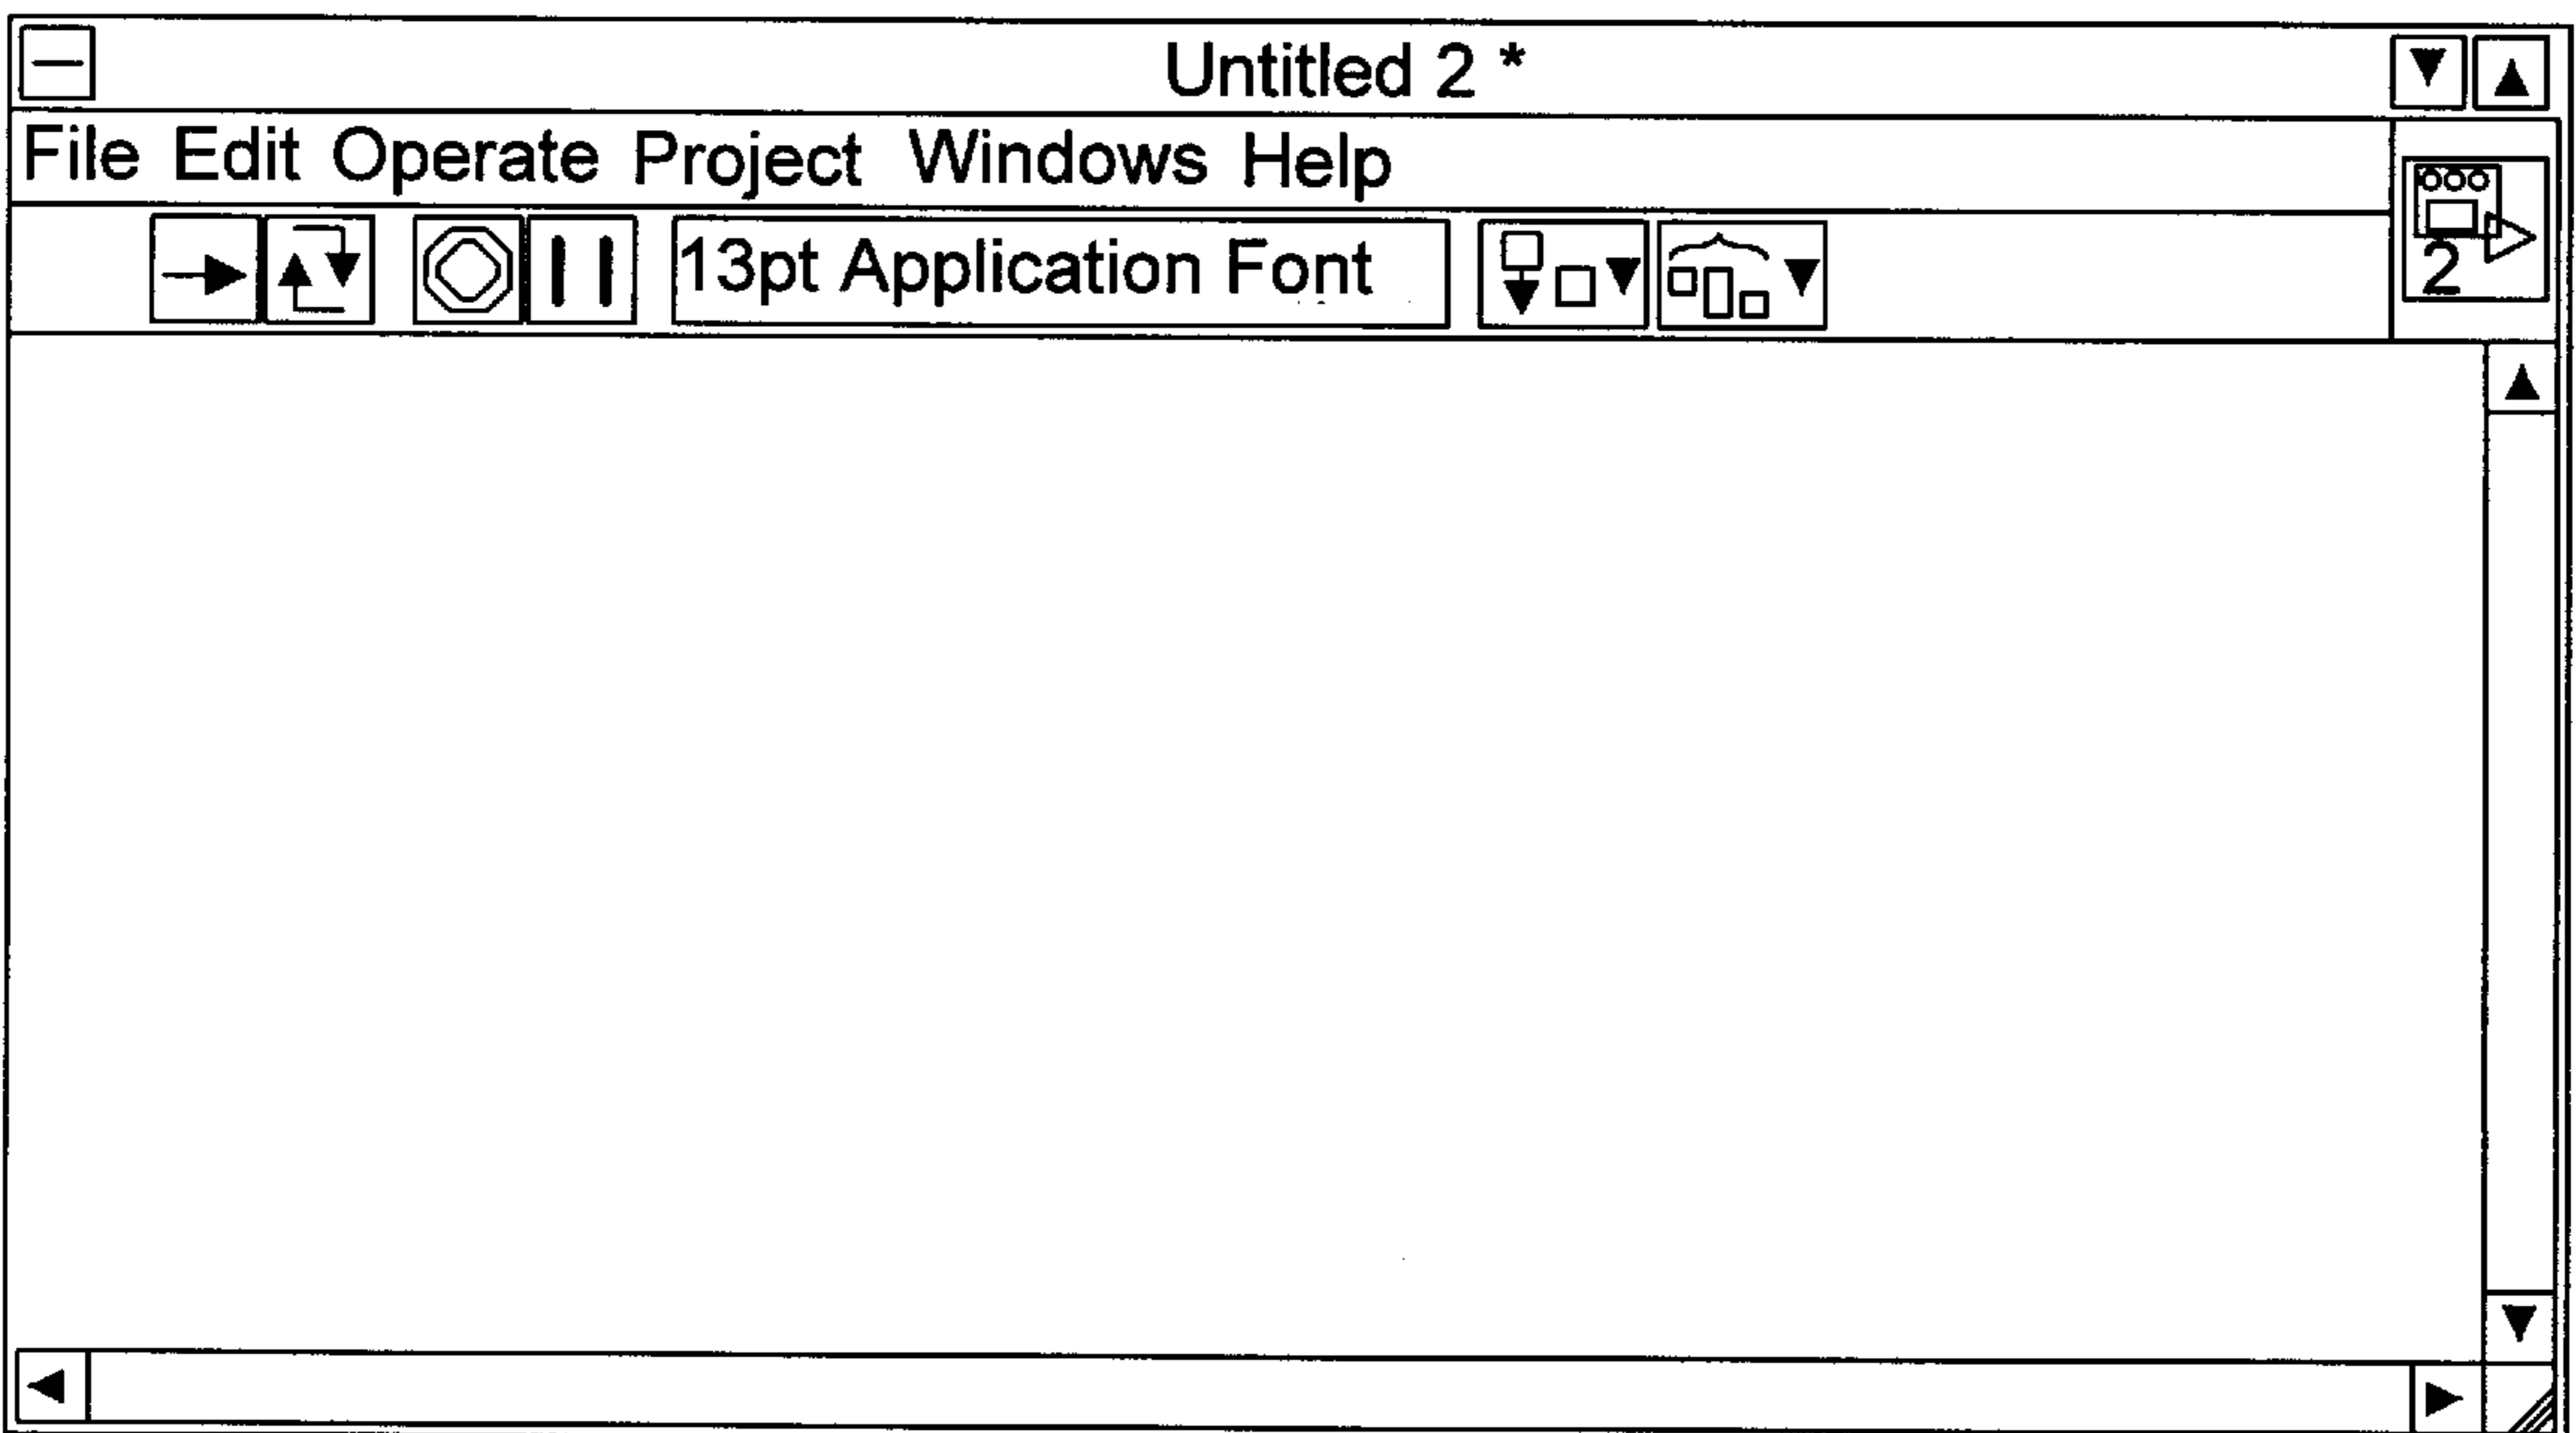 Untitled 2 *
File Edit Operate Project Windows Help
13pt Application Font
2